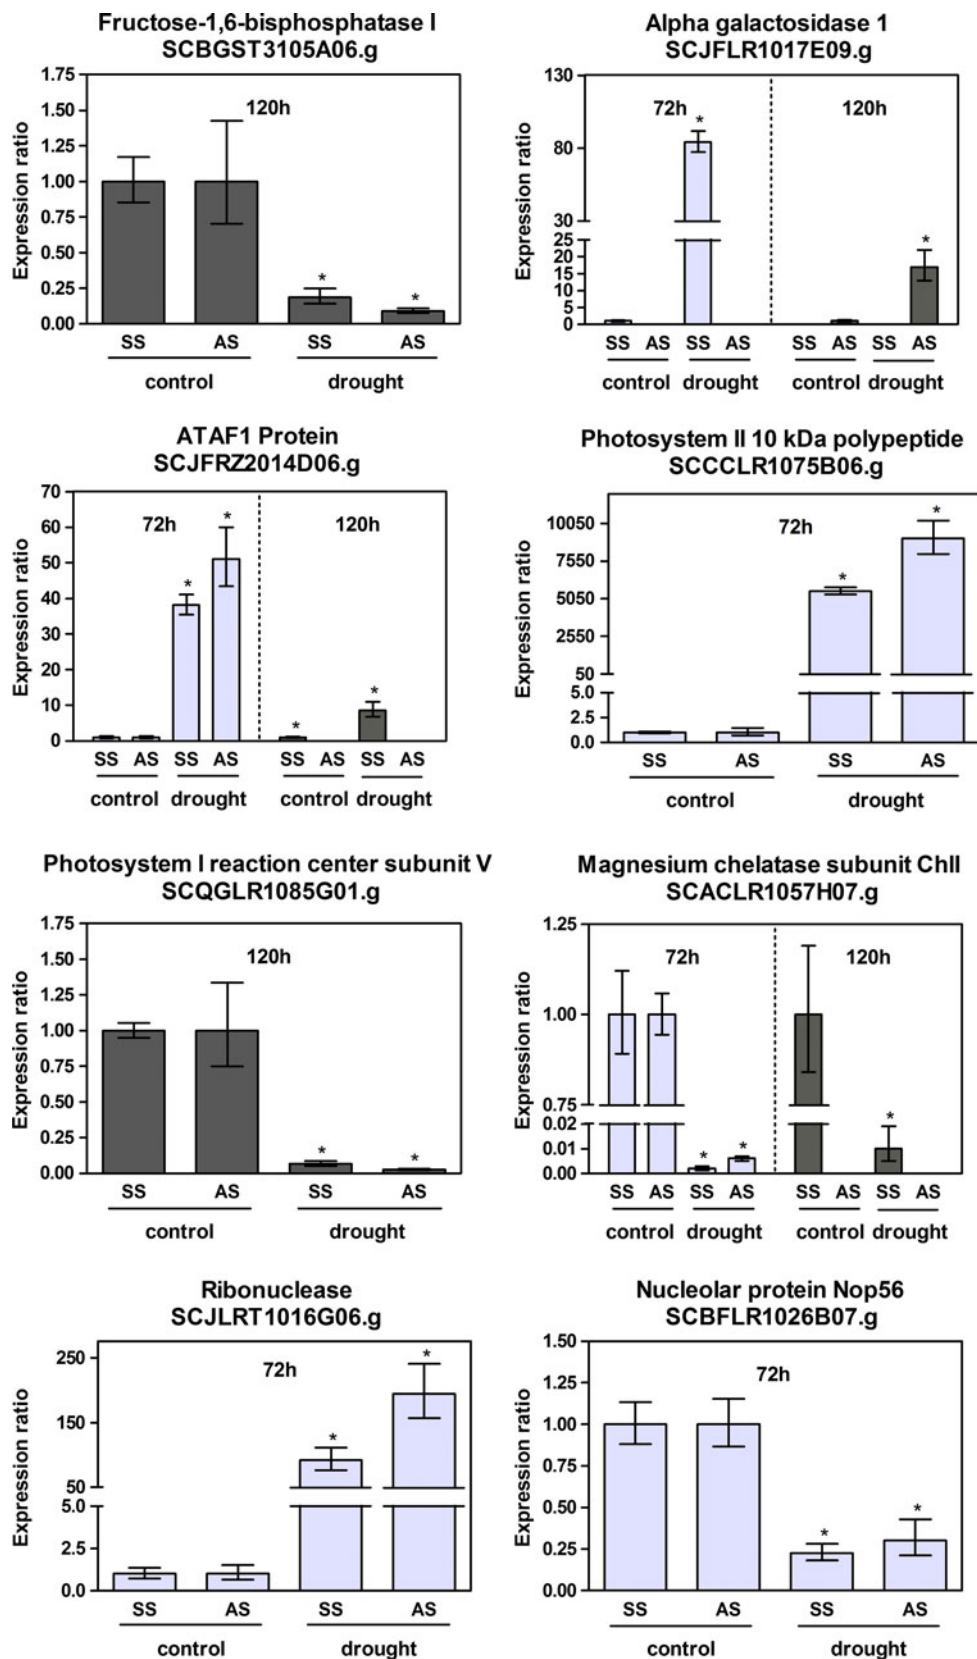 Fructose-1,6-bisphosphatase I
SCBGST3105A06.g
Expression ratio
1.75
1.50
1.25
1.00
0.75
0.50
0.25
0.00
120h
*
*
SS AS SS AS
control drought
Alpha galactosidase 1
SCJFLR1017E09.g
Expression ratio
130
80
30
25
20
15
10
5
0
72h 120h
*
*
SS AS SS AS SS AS SS AS
control drought control drought
ATAF1 Protein
SCJFRZ2014D06.g
Expression ratio
70
60
50
40
30
20
10
0
72h 120h
*
*
*
*
SS AS SS AS SS AS SS AS
control drought control drought
Photosystem II 10 kDa polypeptide
SCCCLR1075B06.g
Expression ratio
10050
7550
5050
2550
50
5.0
2.5
0.0
72h
*
*
SS AS SS AS
control drought
Photosystem I reaction center subunit V
SCQGLR1085G01.g
Expression ratio
1.75
1.50
1.25
1.00
0.75
0.50
0.25
0.00
120h
*
*
SS AS SS AS
control drought
Magnesium chelatase subunit ChlI
SCACLR1057H07.g
Expression ratio
1.25
1.00
0.75
0.02
0.01
0.00
72h 120h
*
*
*
SS AS SS AS SS AS SS AS
control drought control drought
Ribonuclease
SCJLRT1016G06.g
Expression ratio
250
150
50
5.0
2.5
0.0
72h
*
*
SS AS SS AS
control drought
Nucleolar protein Nop56
SCBFLR1026B07.g
Expression ratio
1.50
1.25
1.00
0.75
0.50
0.25
0.00
72h
*
*
SS AS SS AS
control drought